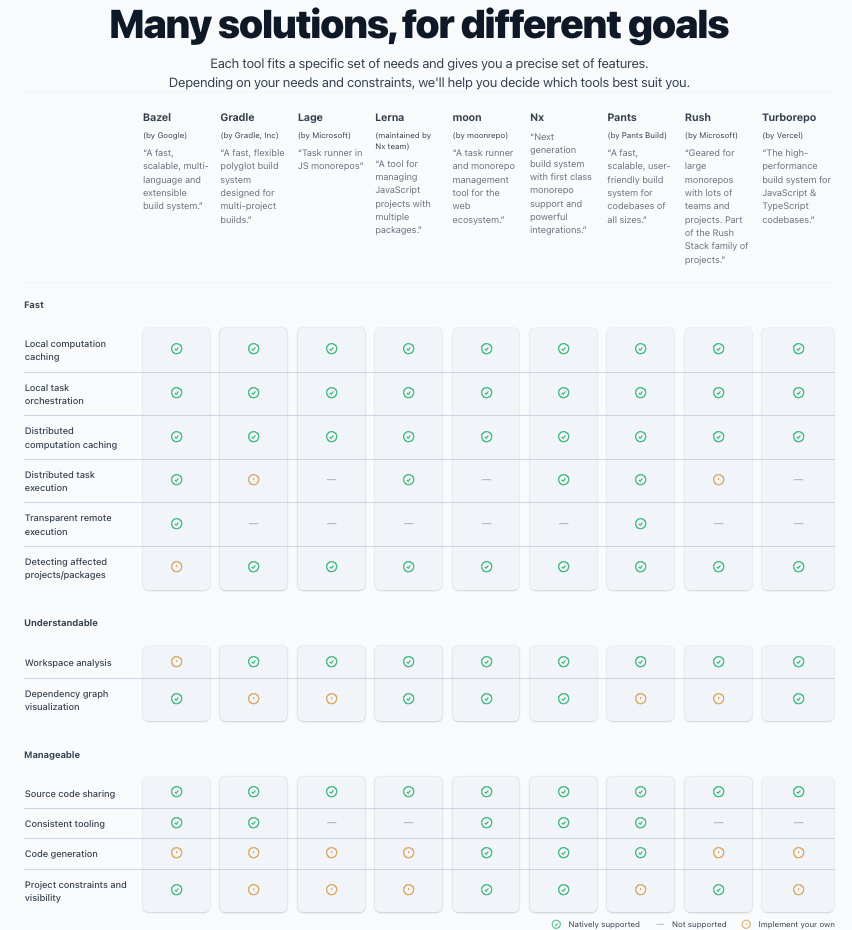 Many solutions, for different goals
Each tool fits a specific set of needs and gives you a precise set of features.
Depending on your needs and constraints, we'll help you decide which tools best suit you.
Bazel
(by Google)
“A fast,
scalable, multi-
language and
extensible
build system.”
Gradle
(by Gradle, Inc)
“A fast, flexible
polyglot build
system
designed for
multi-project
builds.”
Lage
(by Microsoft)
“Task runner in
JS monorepos”
Lerna
(maintained by
Nx team)
“A tool for
managing
JavaScript
projects with
multiple
packages.”
moon
(by moonrepo)
“A task runner
and monorepo
management
tool for the
web
ecosystem.”
Nx
“Next
generation
build system
with first class
monorepo
support and
powerful
integrations.”
Pants
(by Pants Build)
“A fast,
scalable, user-
friendly build
system for
codebases of
all sizes.”
Rush
(by Microsoft)
“Geared for
large
monorepos
with lots of
teams and
projects. Part
of the Rush
Stack family of
projects.”
Turborepo
(by Vercel)
“The high-
performance
build system for
JavaScript &
TypeScript
codebases.”
Fast
Local computation
caching
Local task
orchestration
Distributed
computation caching
Distributed task
execution
Transparent remote
execution
Detecting affected
projects/packages
Understandable
Workspace analysis
Dependency graph
visualization
Manageable
Source code sharing
Consistent tooling
Code generation
Project constraints and
visibility
Natively supported
Not supported
Implement your own